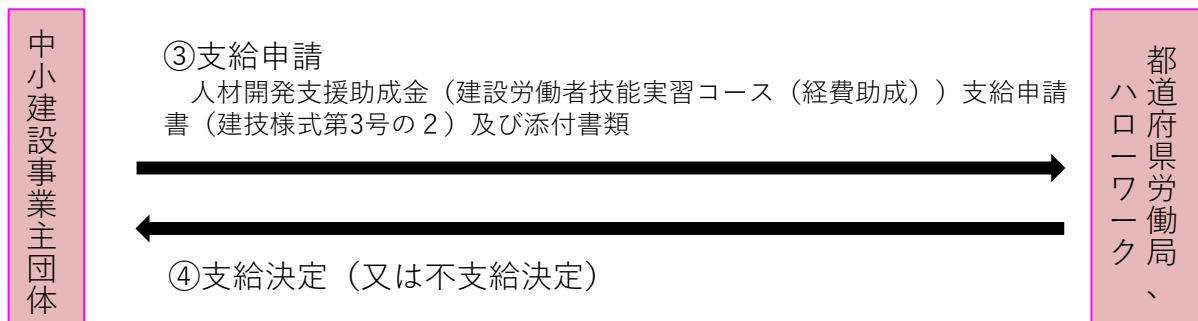 中小建設事業主団体
③支給申請
人材開発支援助成金（建設労働者技能実習コース（経費助成））支給申請
書（建技様式第3号の２）及び添付書類
④支給決定（又は不支給決定）
都道府県労働局、
ハローワーク